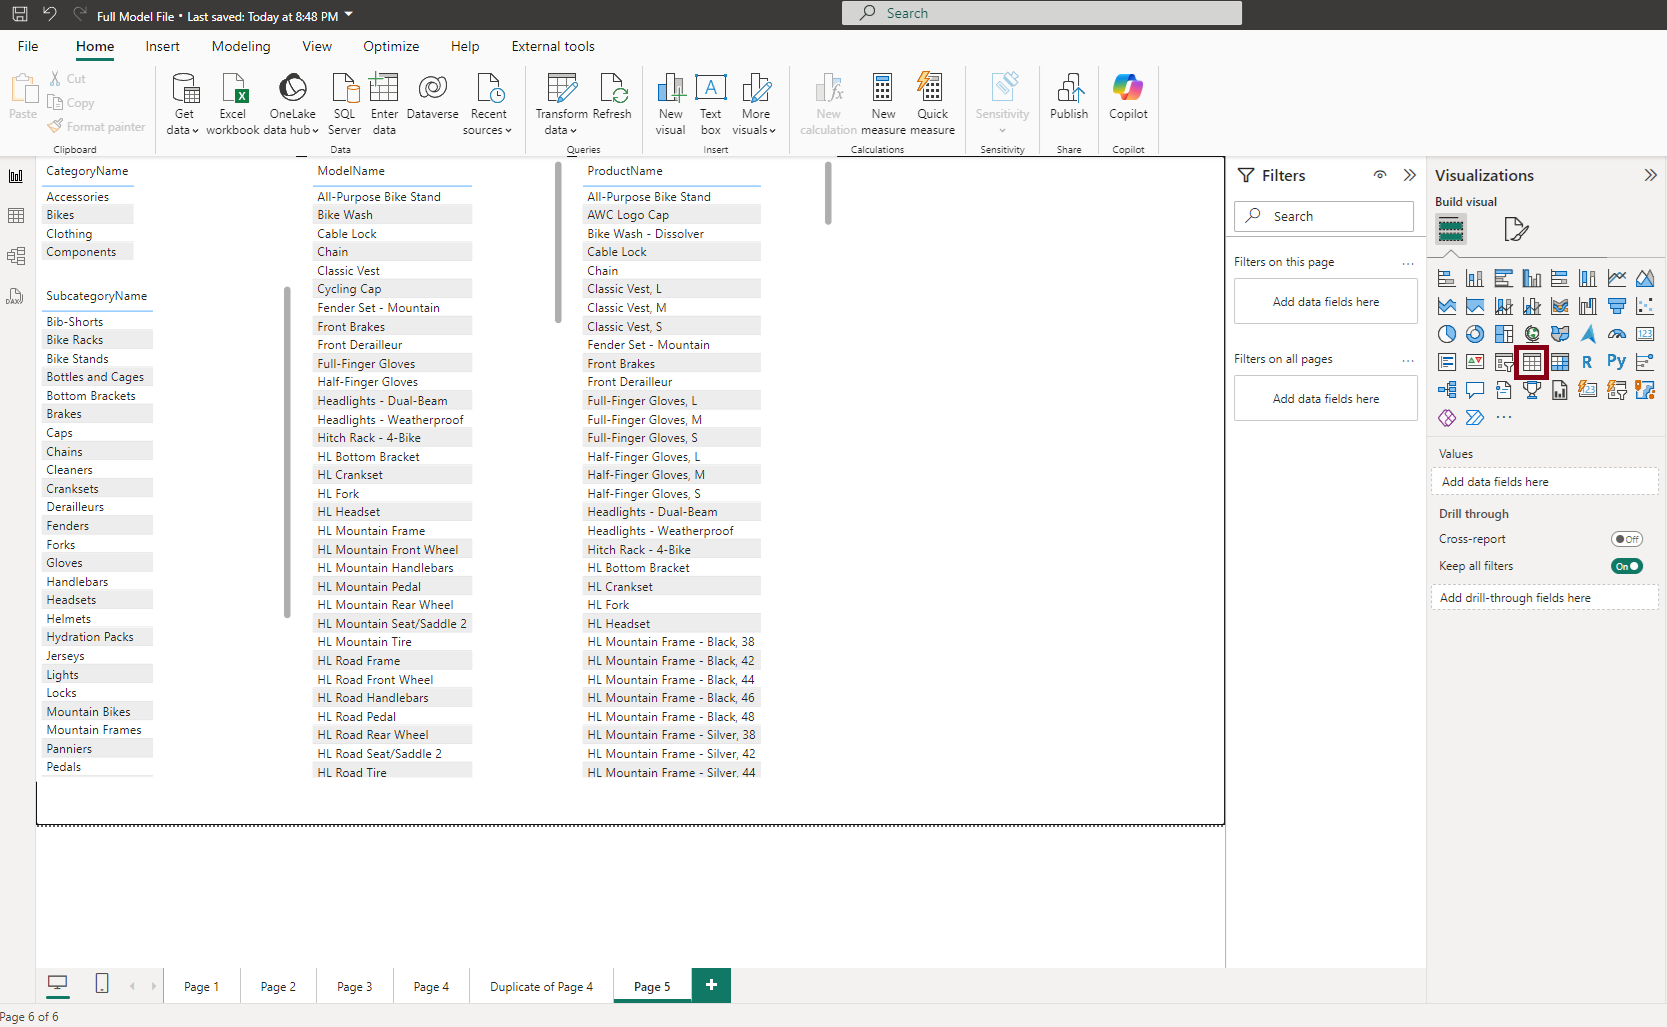 Full Model File • Last saved: Today at 8:48 PM
Search
File Home Insert Modeling View Optimize Help External tools
Paste
Cut
Copy
Format painter
Clipboard
Get data
Excel workbook
OneLake data hub
SQL Server
Enter data
Dataverse
Recent sources
Data
Transform data
Refresh
Queries
New visual
Text box
More visuals
Insert
New calculation
New measure
Quick measure
Calculations
Sensitivity
Sensitivity
Publish
Share
Copilot
Copilot
CategoryName
Accessories
Bikes
Clothing
Components
SubcategoryName
Bib-Shorts
Bike Racks
Bike Stands
Bottles and Cages
Bottom Brackets
Brakes
Caps
Chains
Cleaners
Cranksets
Derailleurs
Fenders
Forks
Gloves
Handlebars
Headsets
Helmets
Hydration Packs
Jerseys
Lights
Locks
Mountain Bikes
Mountain Frames
Panniers
Pedals
ModelName
All-Purpose Bike Stand
Bike Wash
Cable Lock
Chain
Classic Vest
Cycling Cap
Fender Set - Mountain
Front Brakes
Front Derailleur
Full-Finger Gloves
Half-Finger Gloves
Headlights - Dual-Beam
Headlights - Weatherproof
Hitch Rack - 4-Bike
HL Bottom Bracket
HL Crankset
HL Fork
HL Headset
HL Mountain Frame
HL Mountain Front Wheel
HL Mountain Handlebars
HL Mountain Pedal
HL Mountain Rear Wheel
HL Mountain Seat/Saddle 2
HL Mountain Tire
HL Road Frame
HL Road Front Wheel
HL Road Handlebars
HL Road Pedal
HL Road Rear Wheel
HL Road Seat/Saddle 2
HL Road Tire
ProductName
All-Purpose Bike Stand
AWC Logo Cap
Bike Wash - Dissolver
Cable Lock
Chain
Classic Vest, L
Classic Vest, M
Classic Vest, S
Fender Set - Mountain
Front Brakes
Front Derailleur
Full-Finger Gloves, L
Full-Finger Gloves, M
Full-Finger Gloves, S
Half-Finger Gloves, L
Half-Finger Gloves, M
Half-Finger Gloves, S
Headlights - Dual-Beam
Headlights - Weatherproof
Hitch Rack - 4-Bike
HL Bottom Bracket
HL Crankset
HL Fork
HL Headset
HL Mountain Frame - Black, 38
HL Mountain Frame - Black, 42
HL Mountain Frame - Black, 44
HL Mountain Frame - Black, 46
HL Mountain Frame - Black, 48
HL Mountain Frame - Silver, 38
HL Mountain Frame - Silver, 42
HL Mountain Frame - Silver, 44
Filters
Search
Filters on this page
...
Add data fields here
Filters on all pages
...
Add data fields here
Visualizations
Build visual
123
R
Py
123
...
Values
Add data fields here
Drill through
Cross-report
Off
Keep all filters
On
Add drill-through fields here
DAX
Page 1 Page 2 Page 3 Page 4 Duplicate of Page 4 Page 5 +
Page 6 of 6